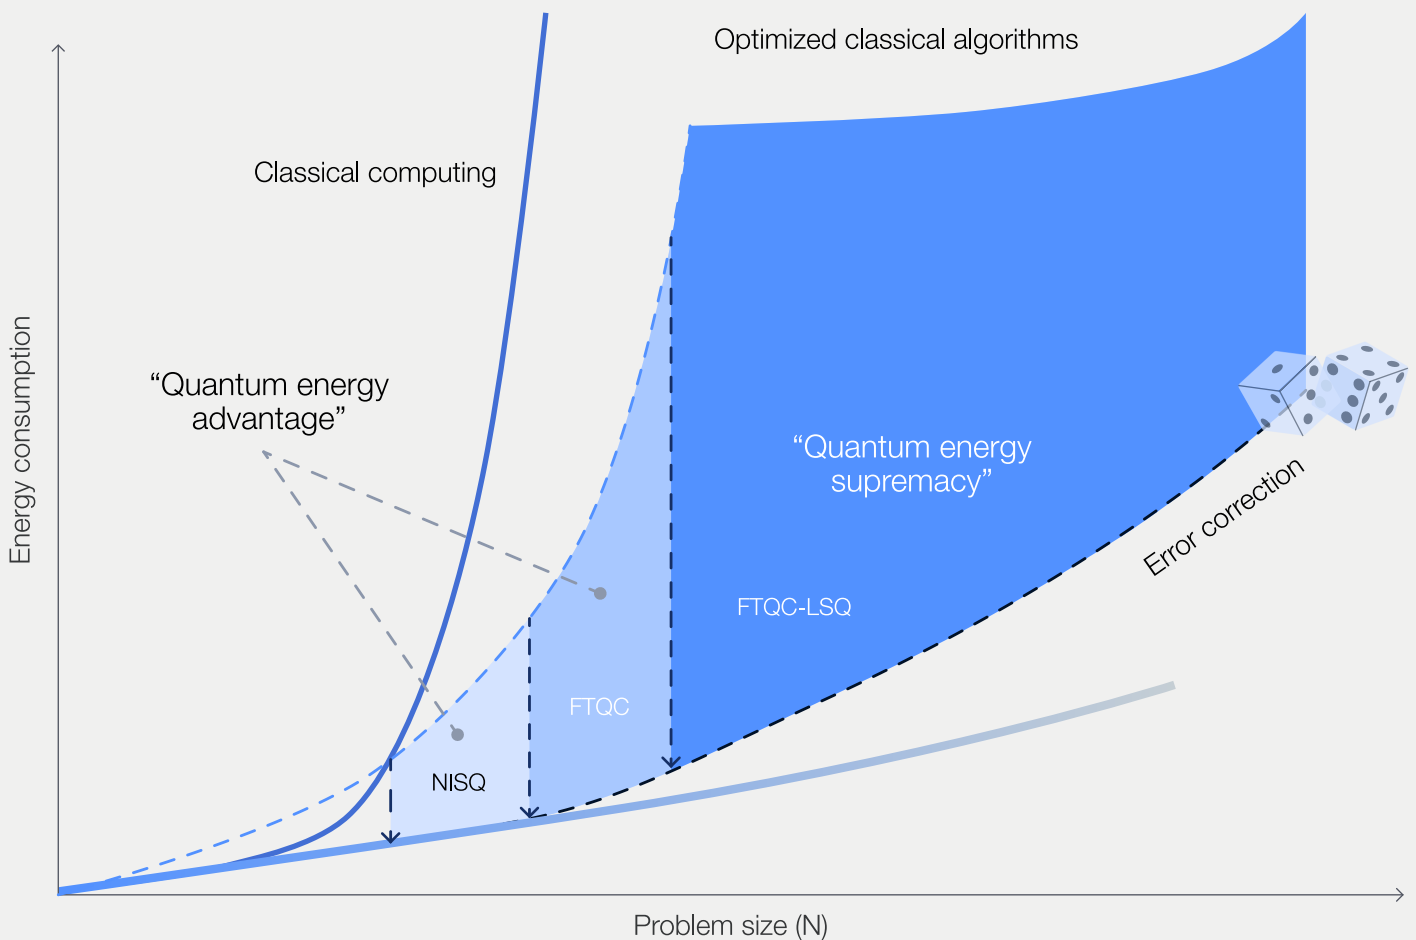 Optimized classical algorithms
Classical computing
“Quantum energy
advantage”
“Quantum energy
supremacy”
Energy consumption
Error correction
FTQC-LSQ
FTQC
NISQ
Problem size (N)